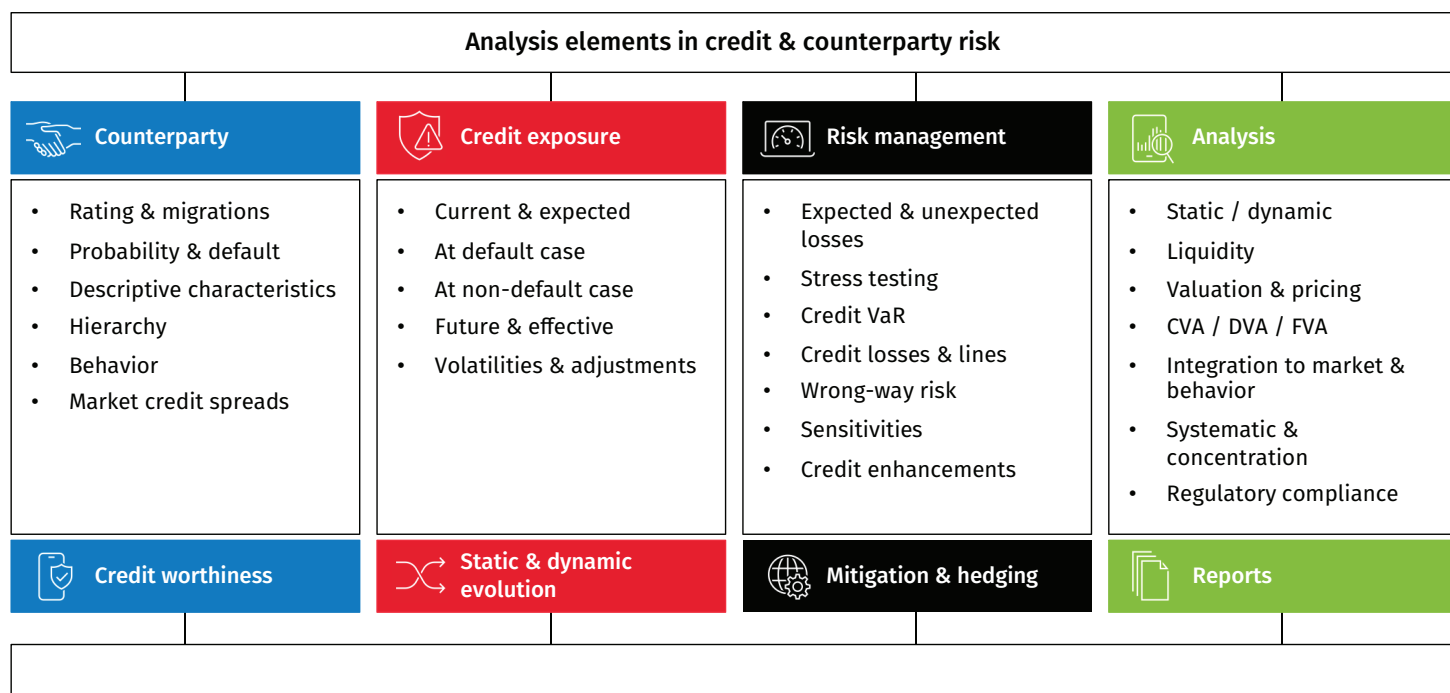 Analysis elements in credit & counterparty risk
Counterparty
• Rating & migrations
• Probability & default
• Descriptive characteristics
• Hierarchy
• Behavior
• Market credit spreads
Credit worthiness
Credit exposure
• Current & expected
• At default case
• At non-default case
• Future & effective
• Volatilities & adjustments
Static & dynamic
evolution
Risk management
• Expected & unexpected
losses
• Stress testing
• Credit VaR
• Credit losses & lines
• Wrong-way risk
• Sensitivities
• Credit enhancements
Mitigation & hedging
Analysis
• Static / dynamic
• Liquidity
• Valuation & pricing
• CVA / DVA / FVA
• Integration to market &
behavior
• Systematic &
concentration
• Regulatory compliance
Reports